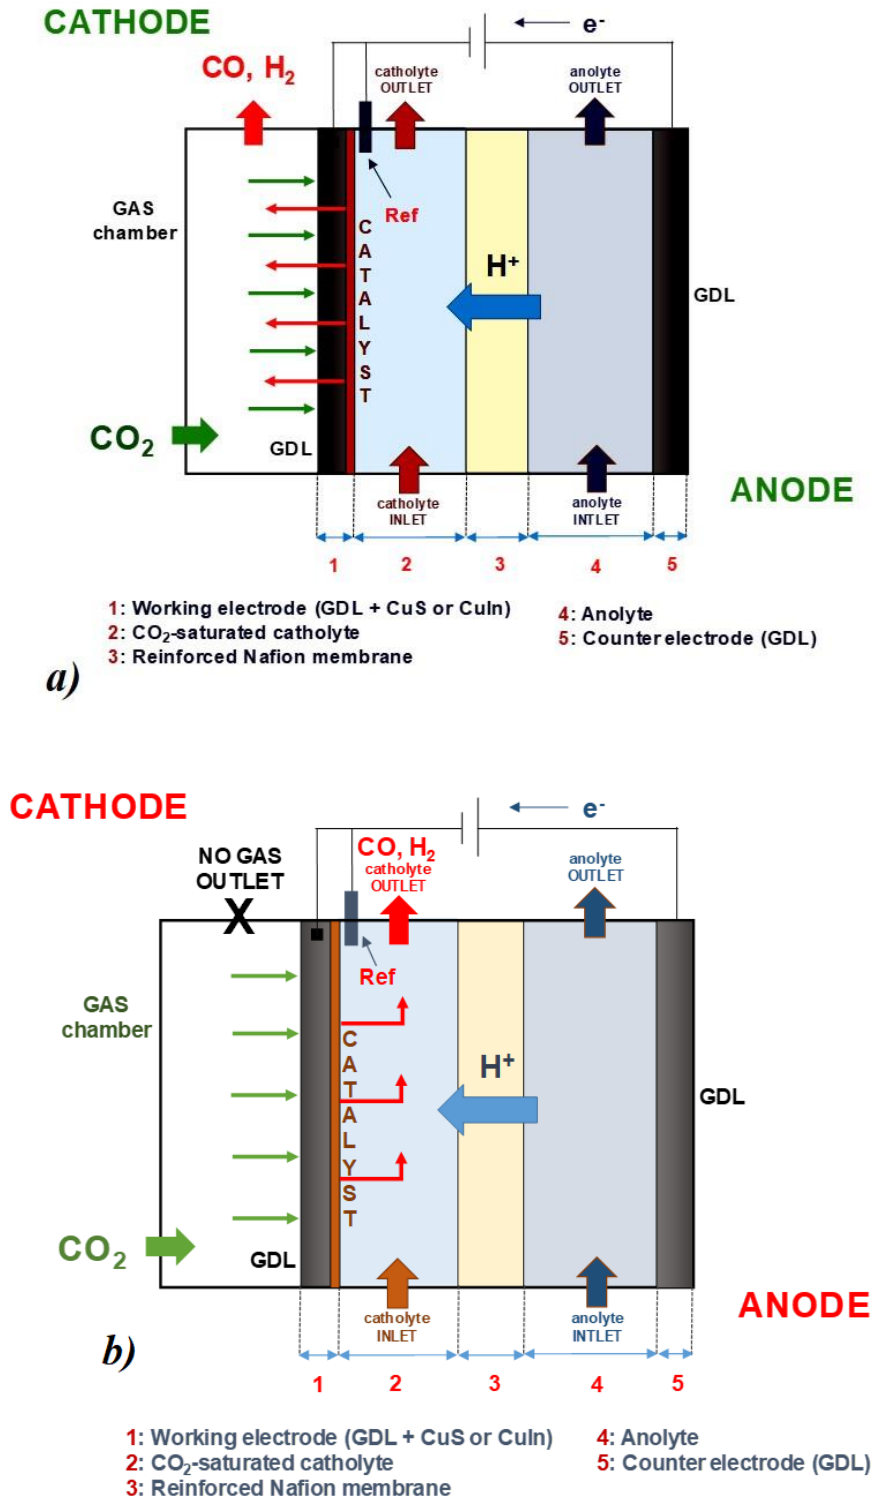 CATHODE
e-
CO, H2
catholyte
OUTLET
anolyte
OUTLET
GAS
chamber
Ref
CATALYST
H+
GDL
CO2
GDL
ANODE
catholyte
INLET
anolyte
INTLET
1 2 3 4 5
1: Working electrode (GDL + CuS or CuIn)
2: CO2-saturated catholyte
3: Reinforced Nafion membrane
4: Anolyte
5: Counter electrode (GDL)
a)
CATHODE
e-
NO GAS
OUTLET
X
CO, H2
catholyte
OUTLET
anolyte
OUTLET
Ref
GAS
chamber
CATALYST
H+
GDL
CO2
GDL
ANODE
catholyte
INLET
anolyte
INTLET
b)
1 2 3 4 5
1: Working electrode (GDL + CuS or CuIn)
2: CO2-saturated catholyte
3: Reinforced Nafion membrane
4: Anolyte
5: Counter electrode (GDL)